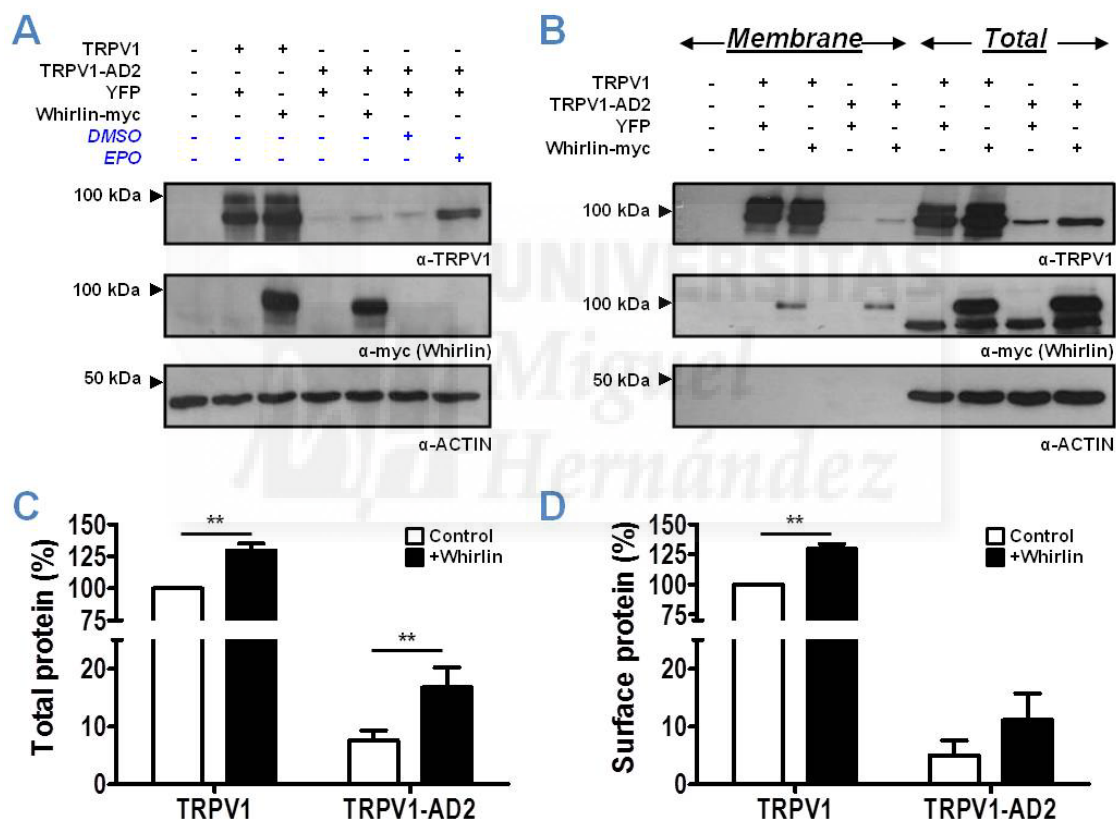 A
TRPV1 - + + - - - -
TRPV1-AD2 - - - + + + +
YFP - + - + - + +
Whirlin-myc - - + - + - -
DMSO - - - - - + -
EPO - - - - - - +
100 kDa
α-TRPV1
100 kDa
α-myc (Whirlin)
50 kDa
α-ACTIN
B
Membrane Total
TRPV1 - + + - - + + - -
TRPV1-AD2 - - - + + - - + +
YFP - + - + - + - + -
Whirlin-myc - - + - + - + - +
100 kDa
α-TRPV1
100 kDa
α-myc (Whirlin)
50 kDa
α-ACTIN
UNIVERSITAS
Miguel
Hernández
C
Total protein (%)
150
125
100
75
20
10
0
**
**
Control
+Whirlin
TRPV1 TRPV1-AD2
D
Surface protein (%)
150
125
100
75
20
10
0
**
Control
+Whirlin
TRPV1 TRPV1-AD2